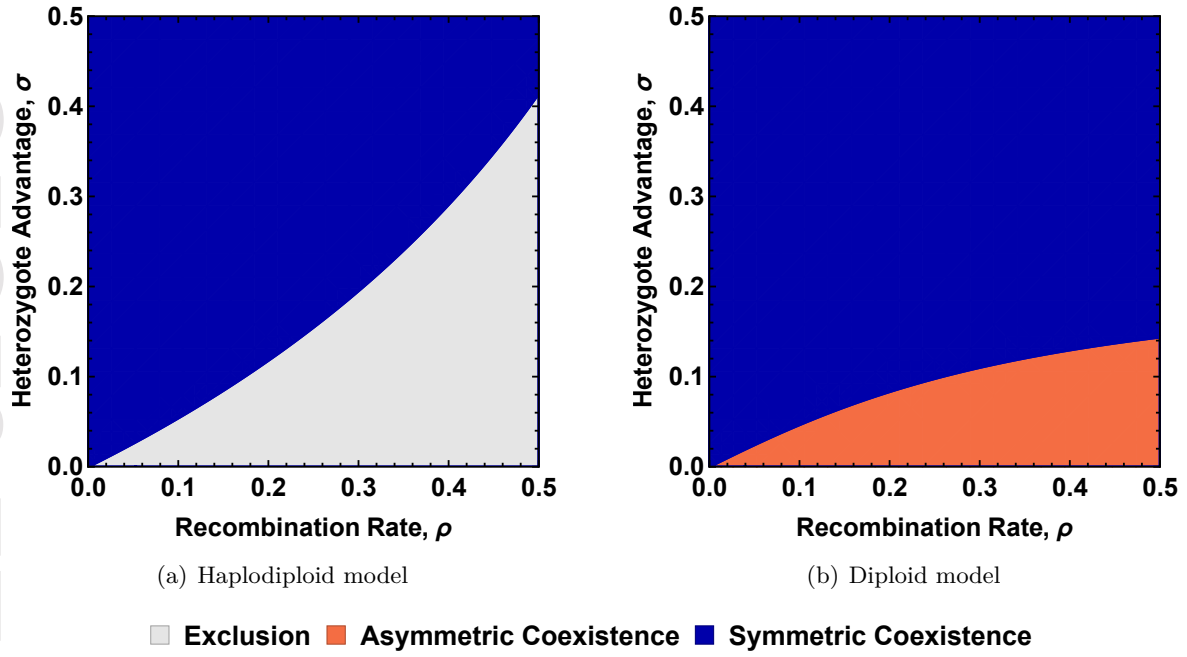 0.5
0.4
0.3
0.2
0.1
0.0
Heterozygote Advantage, σ
0.0 0.1 0.2 0.3 0.4 0.5
Recombination Rate, ρ
(a) Haplodiploid model
0.5
0.4
0.3
0.2
0.1
0.0
Heterozygote Advantage, σ
0.0 0.1 0.2 0.3 0.4 0.5
Recombination Rate, ρ
(b) Diploid model
Exclusion Asymmetric Coexistence Symmetric Coexistence